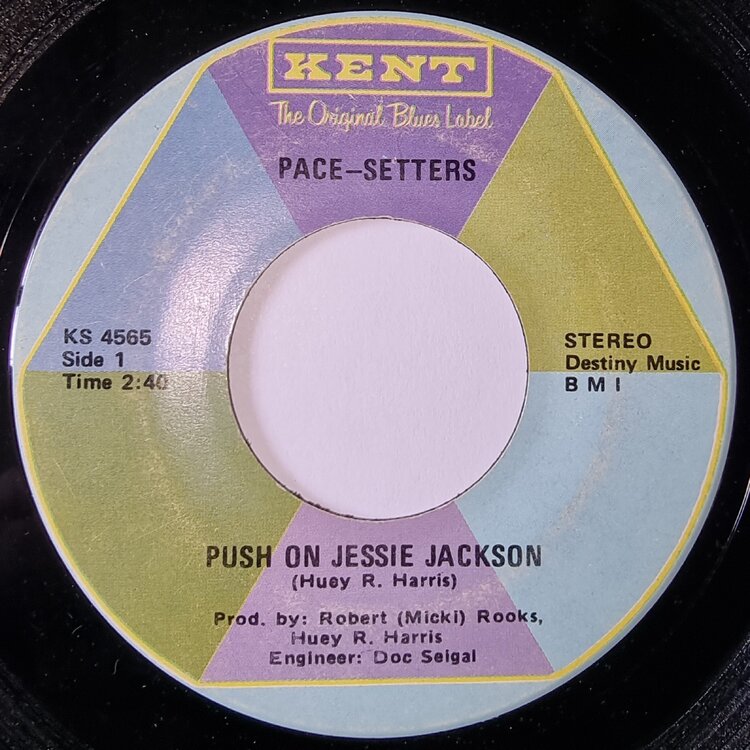 KENT
The Original Blues Label
PACE-SETTERS
KS 4565
Side 1
Time 2:40
STEREO
Destiny Music
B M I
PUSH ON JESSIE JACKSON
(Huey R. Harris)
Prod. by: Robert (Micki) Rooks,
Huey R. Harris
Engineer: Doc Seigal